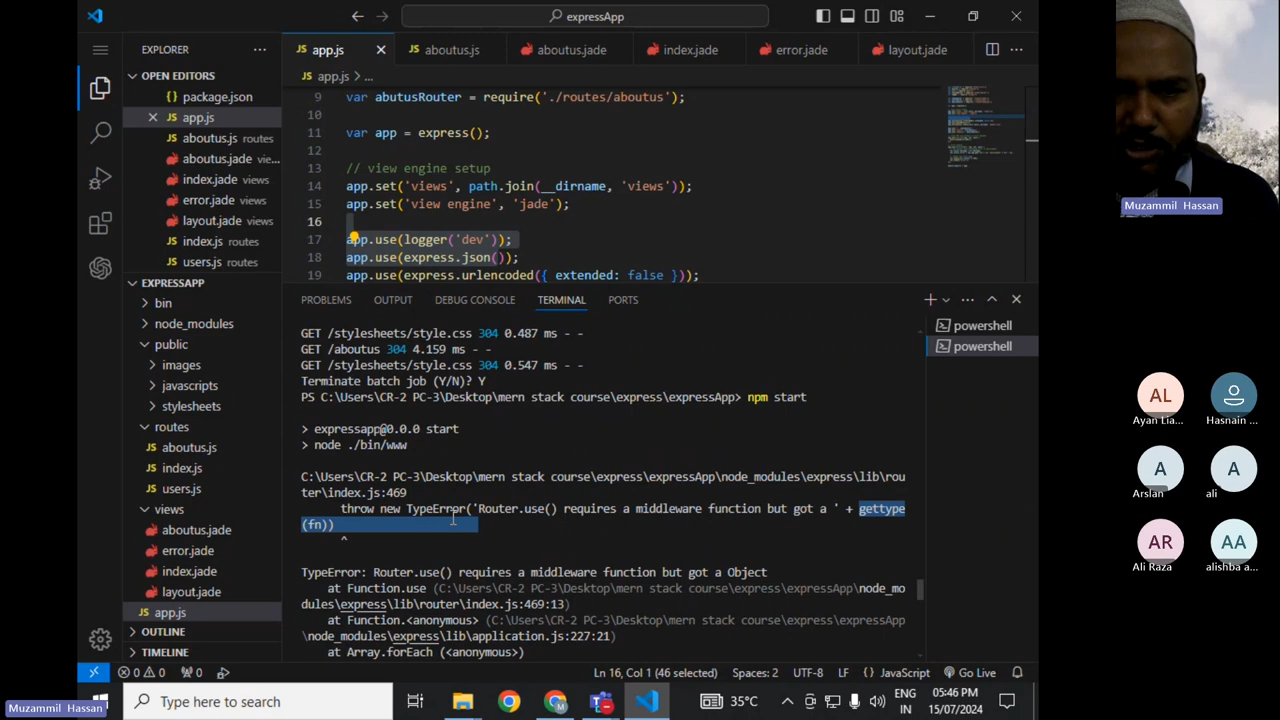 expressApp
EXPLORER
app.js
aboutus.js
aboutus.jade
index.jade
error.jade
layout.jade
app.js > ...
OPEN EDITORS
package.json
app.js
aboutus.js routes
aboutus.jade vie...
index.jade views
error.jade views
layout.jade views
index.js routes
users.js routes
EXPRESSAPP
bin
node_modules
public
images
javascripts
stylesheets
routes
aboutus.js
index.js
users.js
views
aboutus.jade
error.jade
index.jade
layout.jade
app.js
OUTLINE
TIMELINE
9 var abutusRouter = require('./routes/aboutus');
10
11 var app = express();
12
13 // view engine setup
14 app.set('views', path.join(__dirname, 'views'));
15 app.set('view engine', 'jade');
16
17 app.use(logger('dev'));
18 app.use(express.json());
19 app.use(express.urlencoded({ extended: false }));
PROBLEMS OUTPUT DEBUG CONSOLE TERMINAL PORTS
powershell
powershell
GET /stylesheets/style.css 304 0.487 ms - -
GET /aboutus 304 4.159 ms - -
GET /stylesheets/style.css 304 0.547 ms - -
Terminate batch job (Y/N)? Y
PS C:\Users\CR-2 PC-3\Desktop\mern stack course\express\expressApp> npm start
> expressapp@0.0.0 start
> node ./bin/www
C:\Users\CR-2 PC-3\Desktop\mern stack course\express\expressApp\node_modules\express\lib\rou
ter\index.js:469
throw new TypeError('Router.use() requires a middleware function but got a ' + gettype
(fn))
^
TypeError: Router.use() requires a middleware function but got a Object
at Function.use (C:\Users\CR-2 PC-3\Desktop\mern stack course\express\expressApp\node_mo
dules\express\lib\router\index.js:469:13)
at Function.<anonymous> (C:\Users\CR-2 PC-3\Desktop\mern stack course\express\expressApp
\node_modules\express\lib\application.js:227:21)
at Array.forEach (<anonymous>)
0 0 0 Ln 16, Col 1 (46 selected) Spaces: 2 UTF-8 LF {} JavaScript Go Live
Type here to search
35°C
ENG
IN
05:46 PM
15/07/2024
Muzammil Hassan
Muzammil Hassan
AL
Ayan Lia...
Hasnain ...
A
Arslan
A
ali
AR
Ali Raza
AA
alishba a...